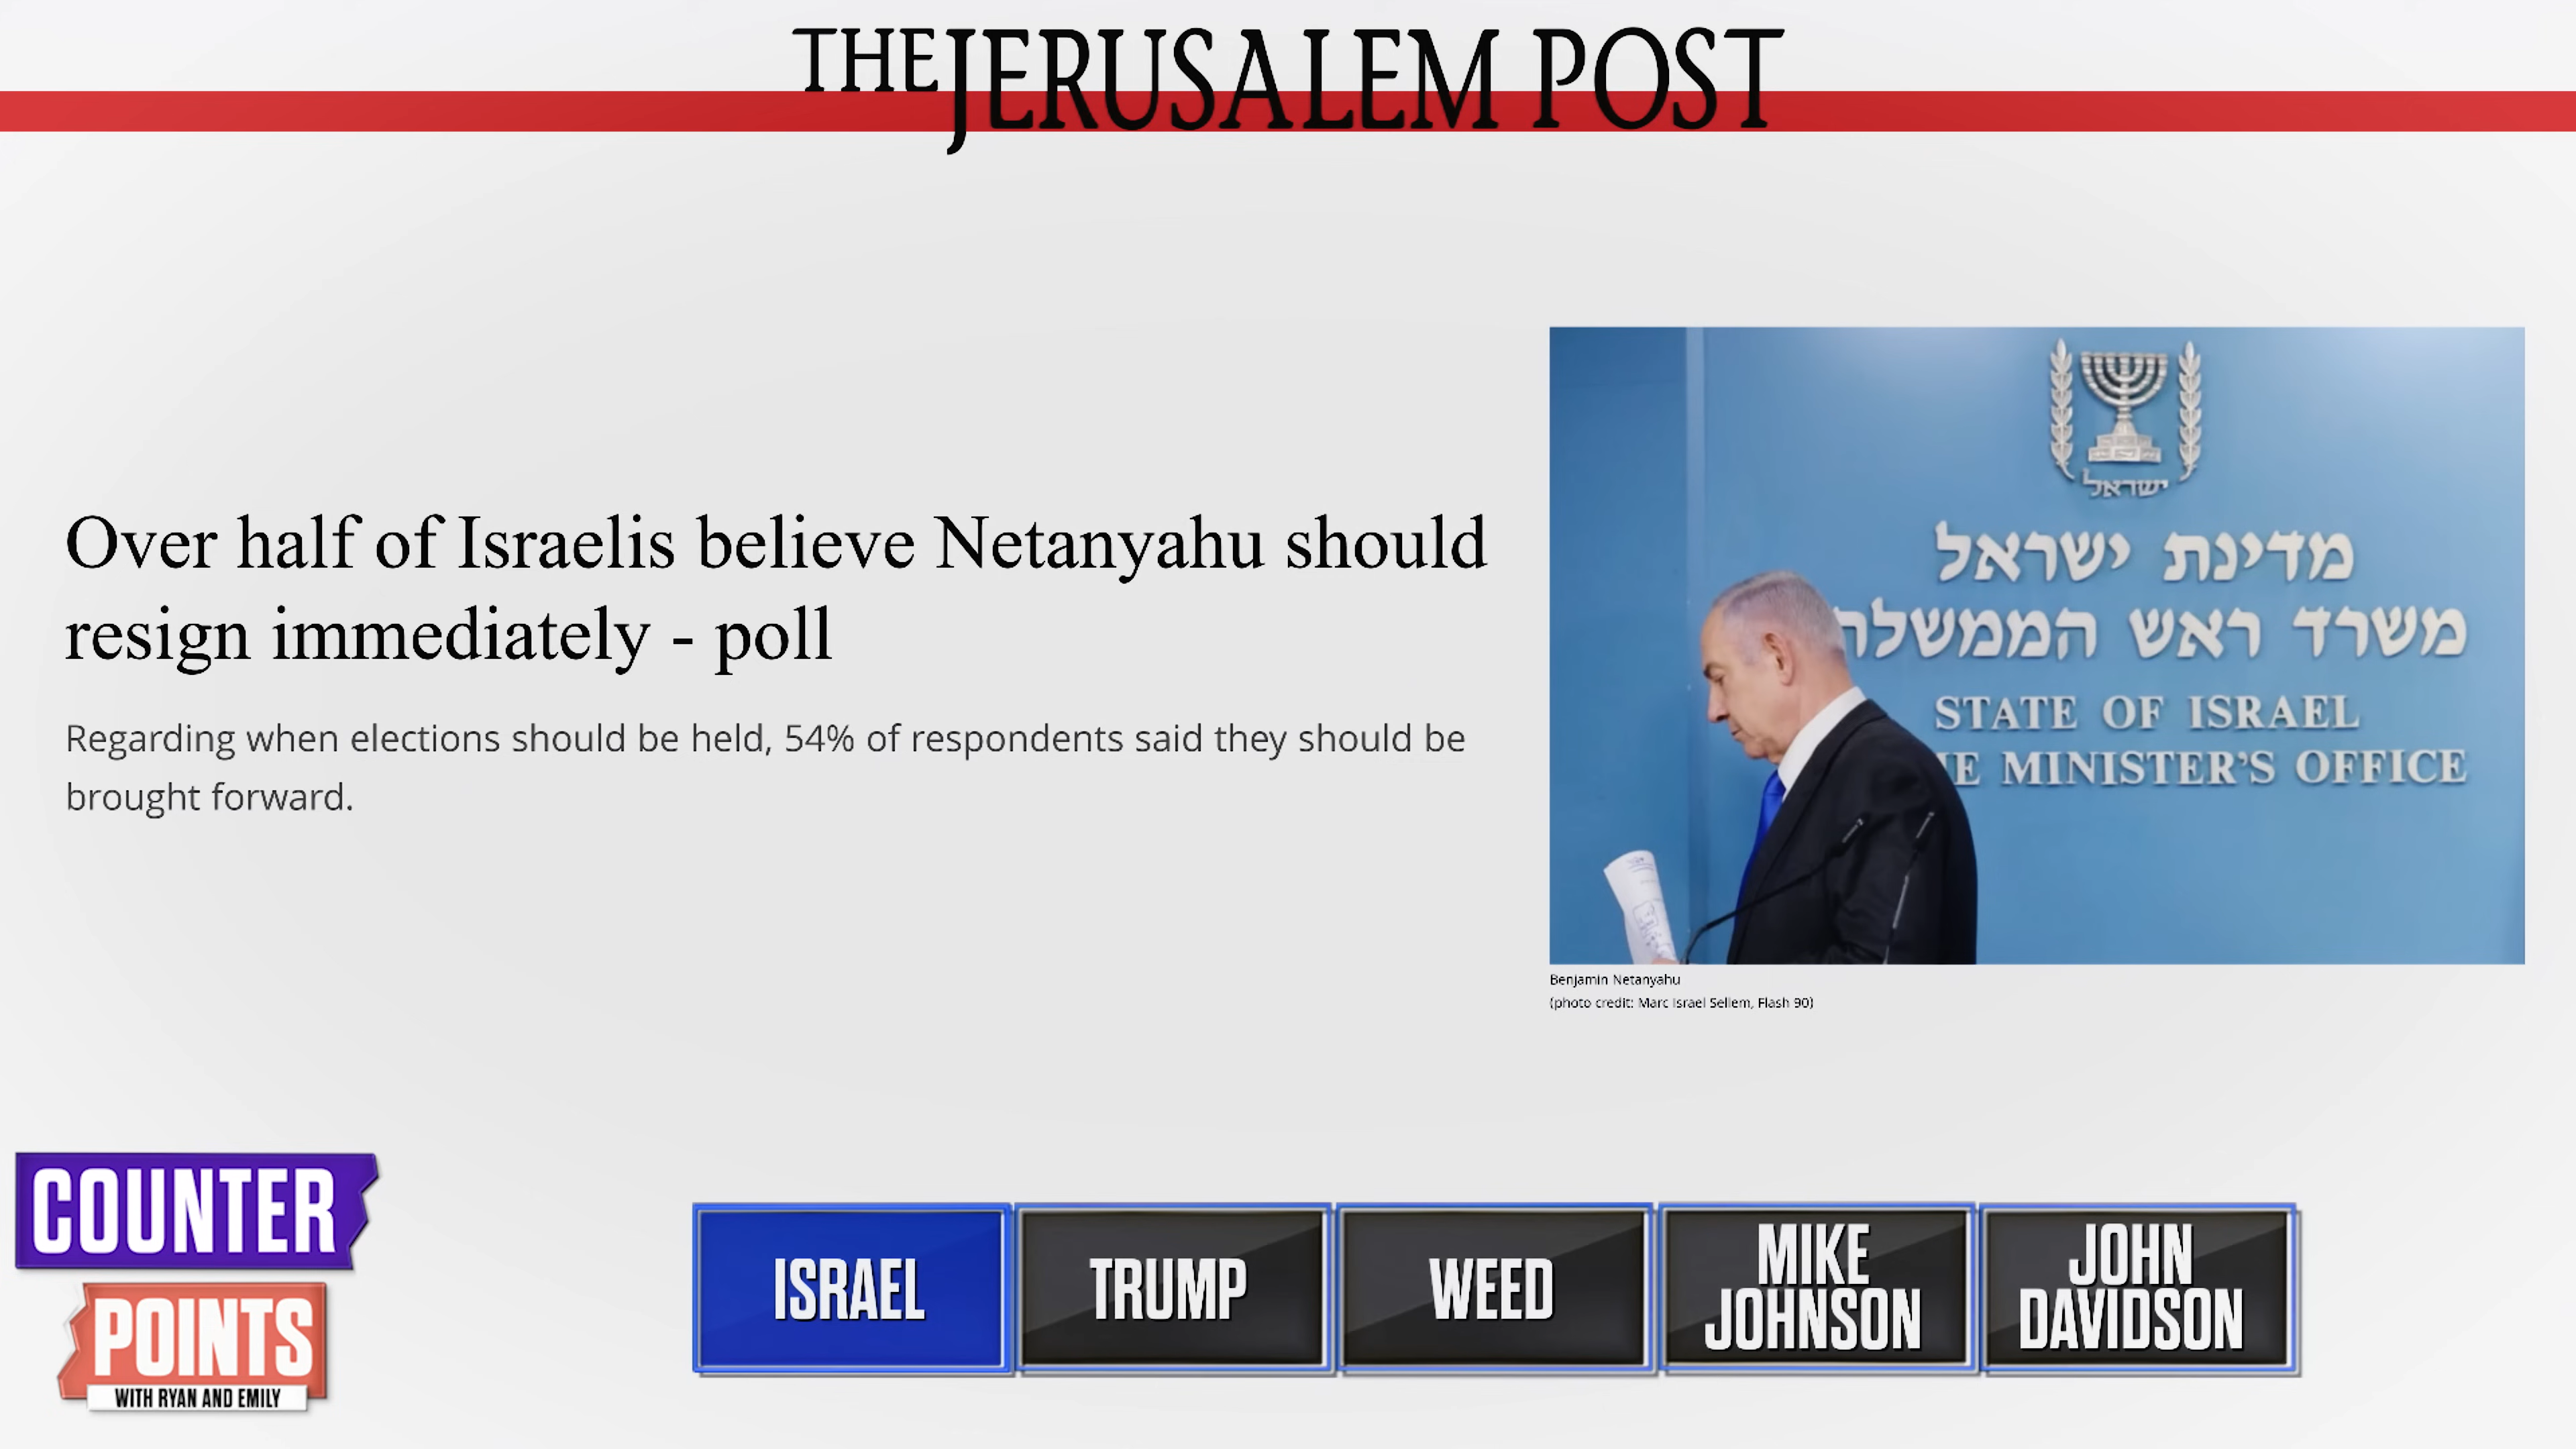 THE JERUSALEM POST
Over half of Israelis believe Netanyahu should
resign immediately - poll
Regarding when elections should be held, 54% of respondents said they should be
brought forward.
ישראל
מדינת ישראל
משרד ראש הממשלה
STATE OF ISRAEL
MINISTER'S OFFICE
Benjamin Netanyahu
(photo credit: Marc Israel Sellem, Flash 90)
COUNTER
POINTS
WITH RYAN AND EMILY
ISRAEL
TRUMP
WEED
MIKE
JOHNSON
JOHN
DAVIDSON